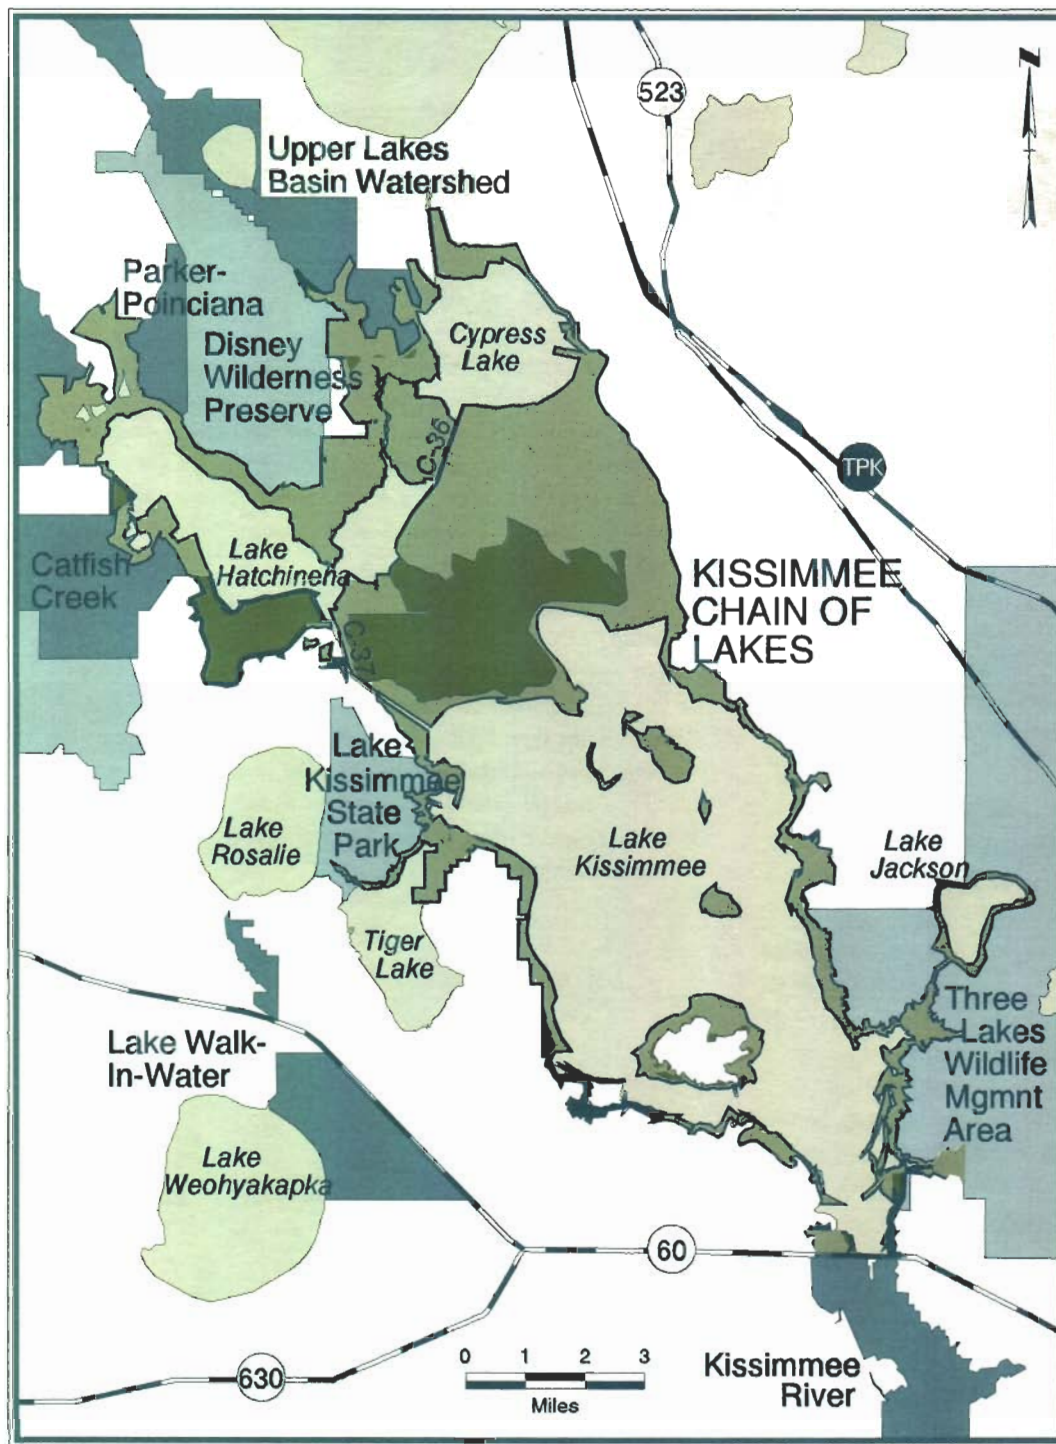 N
523
Upper Lakes
Basin Watershed
Parker-
Poinciana
Disney
Wilderness
Preserve
Cypress
Lake
C-36
TPK
Lake
Hatchineha
Catfish
Creek
C-37
KISSIMMEE
CHAIN OF
LAKES
Lake
Kissimmee
State
Park
Lake
Rosalie
Lake
Kissimmee
Lake
Jackson
Tiger
Lake
Three
Lakes
Wildlife
Mgmnt
Area
Lake Walk-
In-Water
Lake
Weohyakapka
60
630
0 1 2 3
Miles
Kissimmee
River